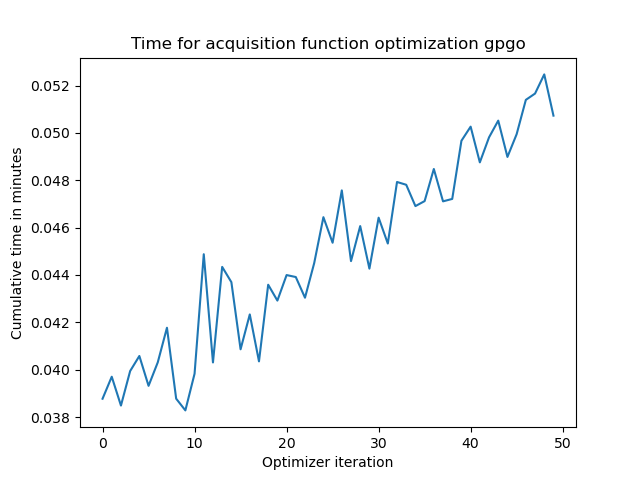 Time for acquisition function optimization gpgo
0.052
0.050
0.048
0.046
0.044
0.042
0.040
0.038
Cumulative time in minutes
0 10 20 30 40 50
Optimizer iteration